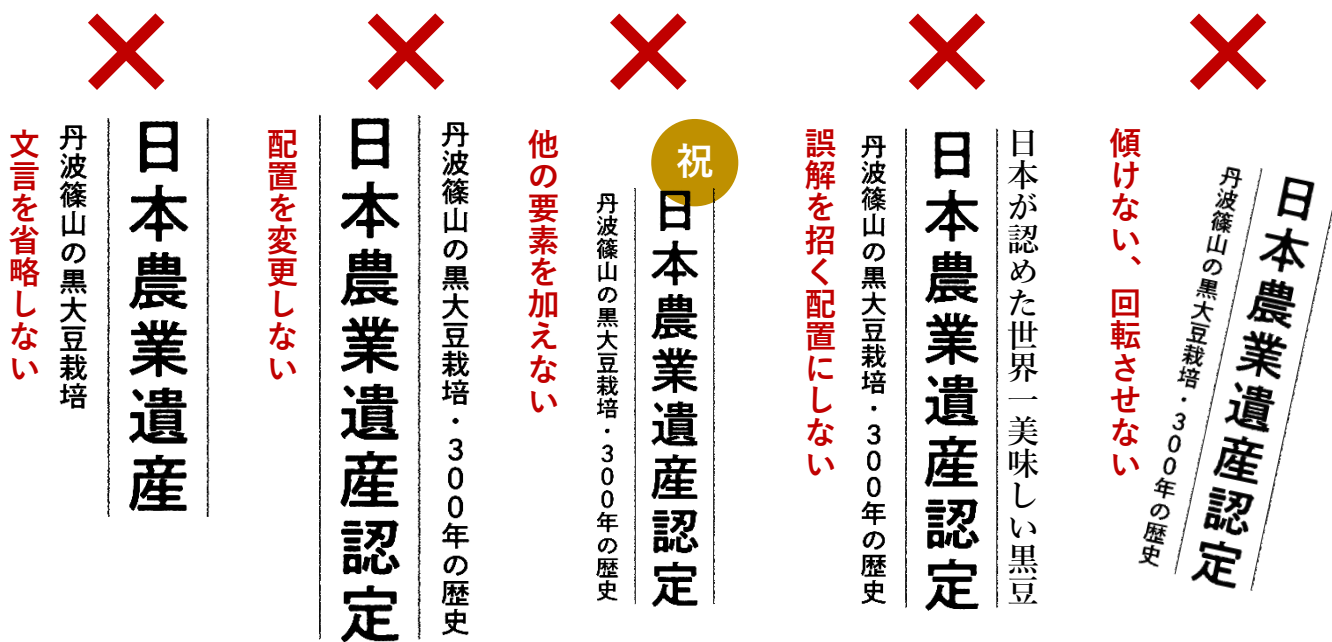 文言を省略しない
丹波篠山の黒大豆栽培
日本農業遺産
配置を変更しない
日本農業遺産認定
丹波篠山の黒大豆栽培・300年の歴史
他の要素を加えない
祝
丹波篠山の黒大豆栽培・300年の歴史
日本農業遺産認定
誤解を招く配置にしない
丹波篠山の黒大豆栽培・300年の歴史
日本農業遺産認定
日本が認めた世界一美味しい黒豆
傾けない、回転させない
丹波篠山の黒大豆栽培・300年の歴史
日本農業遺産認定